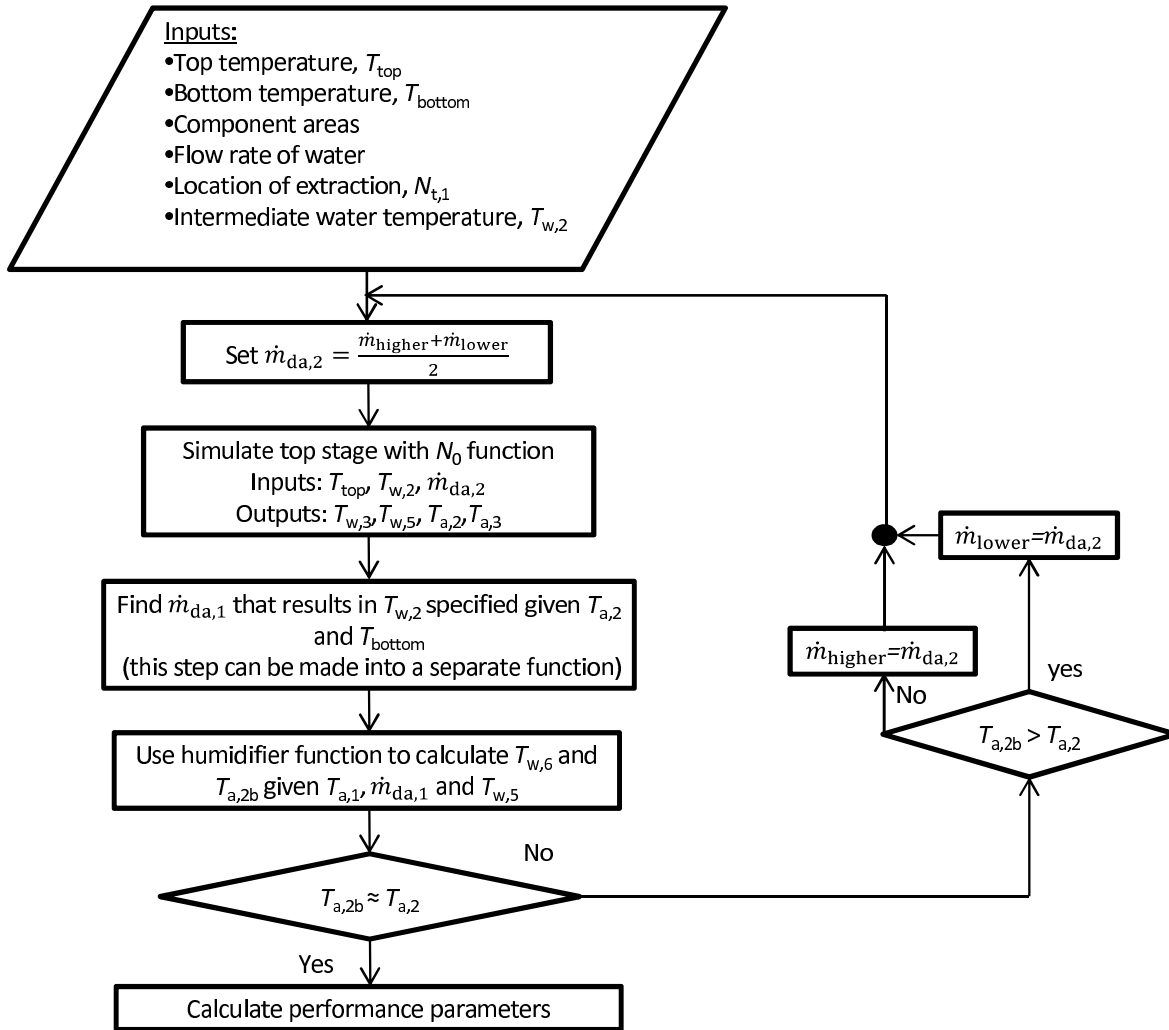 Inputs:
•Top temperature, T_top
•Bottom temperature, T_bottom
•Component areas
•Flow rate of water
•Location of extraction, N_t,1
•Intermediate water temperature, T_w,2
Set ṁ_da,2 = (ṁ_higher+ṁ_lower)/2
Simulate top stage with N_0 function
Inputs: T_top, T_w,2, ṁ_da,2
Outputs: T_w,3,T_w,5, T_a,2,T_a,3
Find ṁ_da,1 that results in T_w,2 specified given T_a,2
and T_bottom
(this step can be made into a separate function)
Use humidifier function to calculate T_w,6 and
T_a,2b given T_a,1, ṁ_da,1 and T_w,5
T_a,2b ≈ T_a,2
No
Yes
Calculate performance parameters
T_a,2b > T_a,2
No
yes
ṁ_higher=ṁ_da,2
ṁ_lower=ṁ_da,2